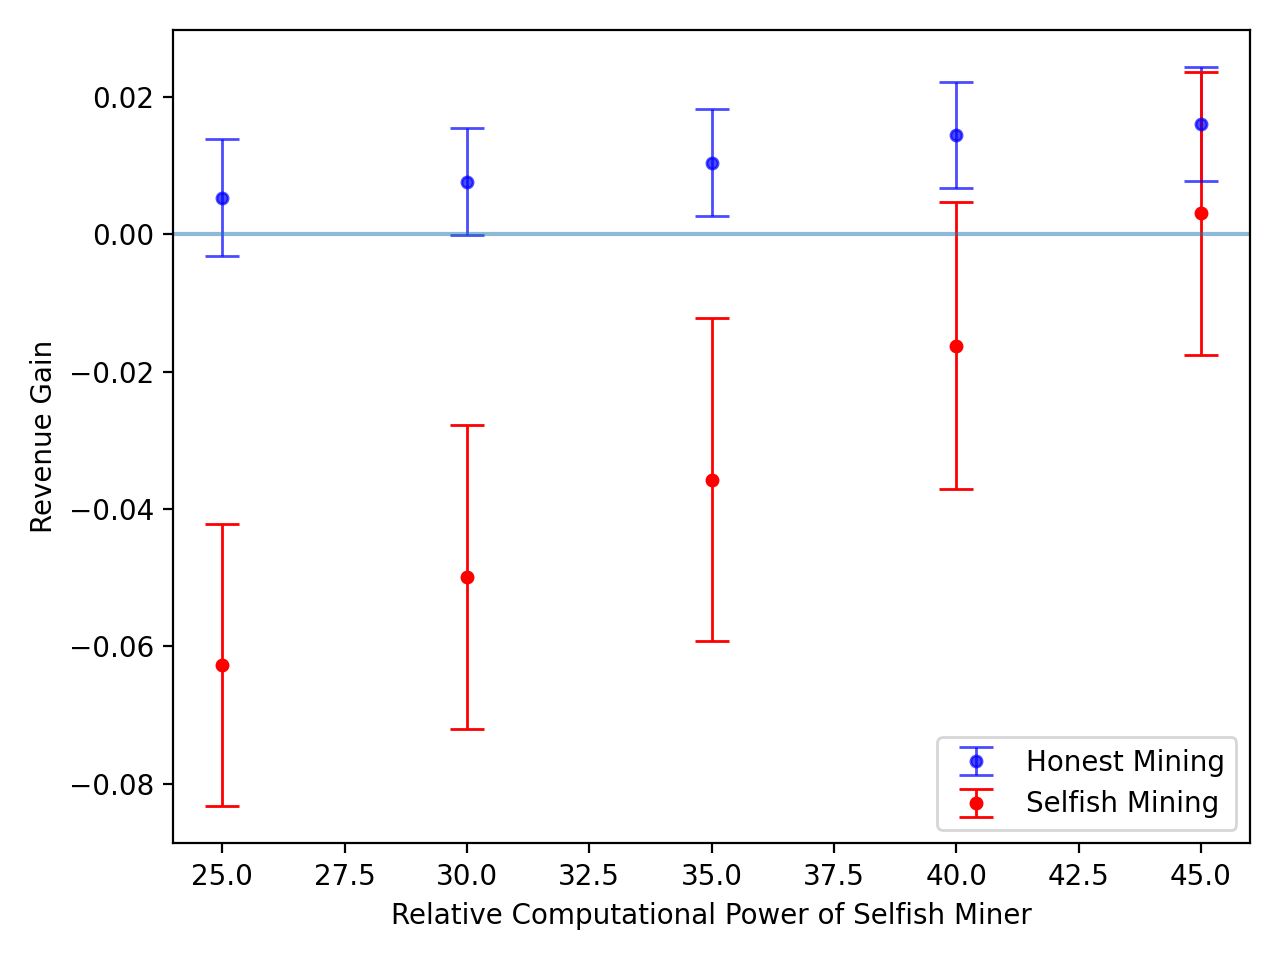 0.02
0.00
−0.02
−0.04
−0.06
−0.08
Revenue Gain
25.0 27.5 30.0 32.5 35.0 37.5 40.0 42.5 45.0
Relative Computational Power of Selfish Miner
Honest Mining
Selfish Mining